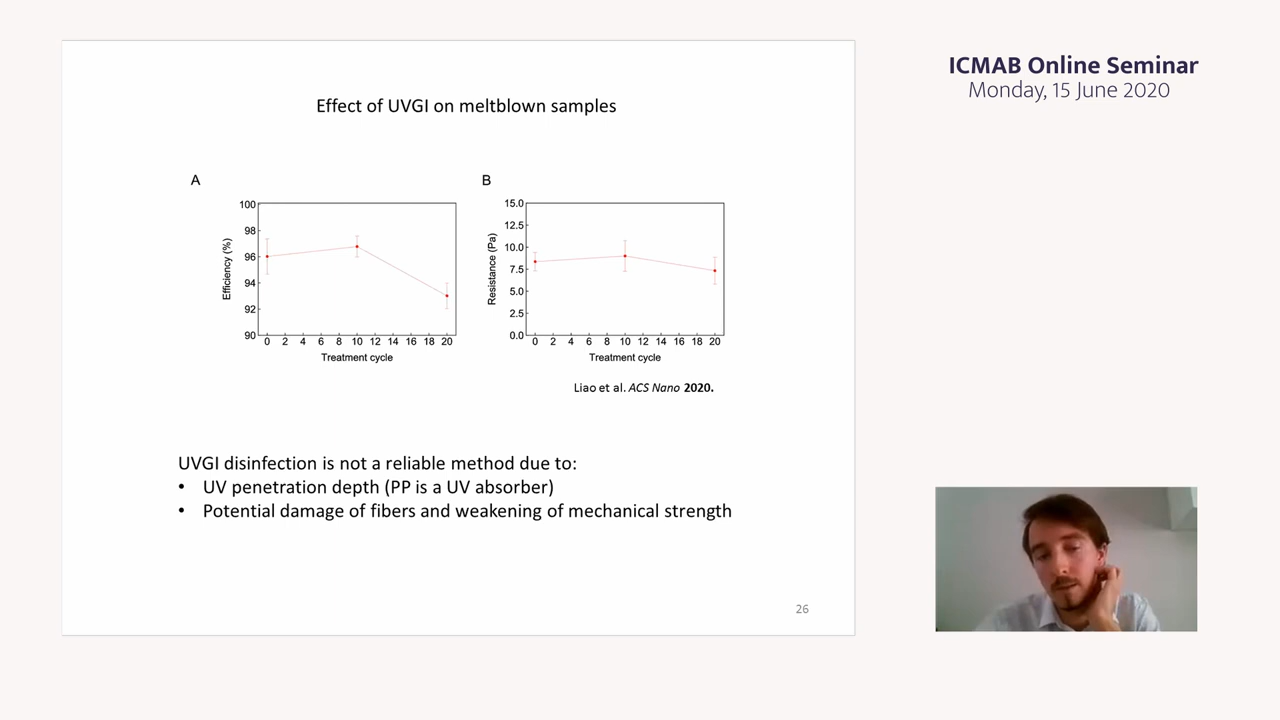 ICMAB Online Seminar
Monday, 15 June 2020
Effect of UVGI on meltblown samples
A
100
98
96
94
92
90
Efficiency (%)
0 2 4 6 8 10 12 14 16 18 20
Treatment cycle
B
15.0
12.5
10.0
7.5
5.0
2.5
0.0
Resistance (Pa)
0 2 4 6 8 10 12 14 16 18 20
Treatment cycle
Liao et al. ACS Nano 2020.
UVGI disinfection is not a reliable method due to:
• UV penetration depth (PP is a UV absorber)
• Potential damage of fibers and weakening of mechanical strength
26